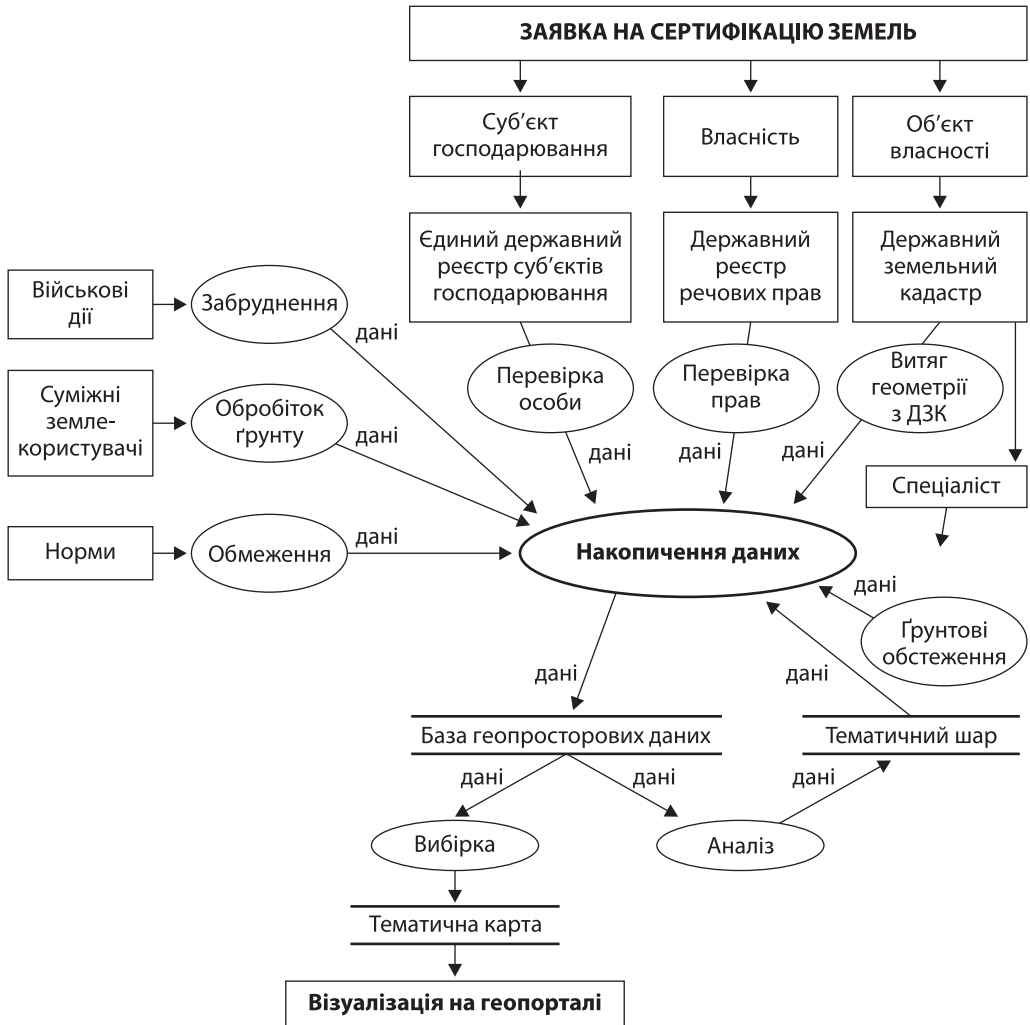 ЗАЯВКА НА СЕРТИФІКАЦІЮ ЗЕМЕЛЬ
Суб’єкт
господарювання
Власність
Об’єкт
власності
Єдиний державний
реєстр суб’єктів
господарювання
Державний
реєстр
речових прав
Державний
земельний
кадастр
Військові
дії
Забруднення
дані
Суміжні
земле-
користувачі
Обробіток
ґрунту
дані
Норми
Обмеження
дані
Перевірка
особи
дані
Перевірка
прав
дані
Витяг
геометрії
з ДЗК
дані
Спеціаліст
Накопичення даних
дані
Ґрунтові
обстеження
дані
дані
База геопросторових даних
Тематичний шар
дані
дані
дані
Вибірка
Аналіз
Тематична карта
Візуалізація на геопорталі